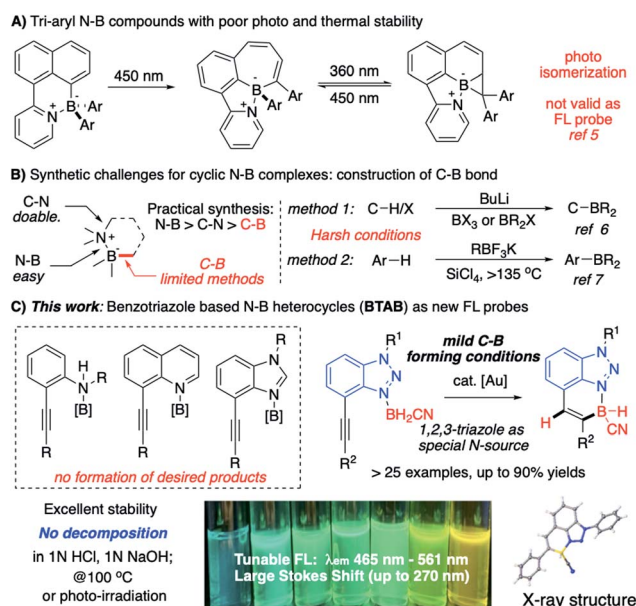 A) Tri-aryl N-B compounds with poor photo and thermal stability
450 nm
360 nm
450 nm
B
-
Ar
Ar
N
+
B
-
Ar
Ar
N
+
B
-
Ar
Ar
N
+
photo
isomerization
not valid as
FL probe
ref 5
B) Synthetic challenges for cyclic N-B complexes: construction of C-B bond
C-N
doable.
N+
B-
N-B
easy
Practical synthesis:
N-B > C-N > C-B
C-B
limited methods
method 1: C–H/X
BuLi
BX3 or BR2X
C–BR2
ref 6
Harsh conditions
method 2: Ar–H
RBF3K
SiCl4, >135 oC
Ar–BR2
ref 7
C) This work: Benzotriazole based N-B heterocycles (BTAB) as new FL probes
H
N
R
[B]
R
N
[B]
R
R
N
N
[B]
R
no formation of desired products
R1
N
N
N
BH2CN
R2
mild C-B
forming conditions
cat. [Au]
1,2,3-triazole as
special N-source
R1
N
N
N
B
-
H
CN
H
R2
> 25 examples, up to 90% yields
Excellent stability
No decomposition
in 1N HCl, 1N NaOH;
@100 oC
or photo-irradiation
Tunable FL: λem 465 nm - 561 nm
Large Stokes Shift (up to 270 nm)
X-ray structure